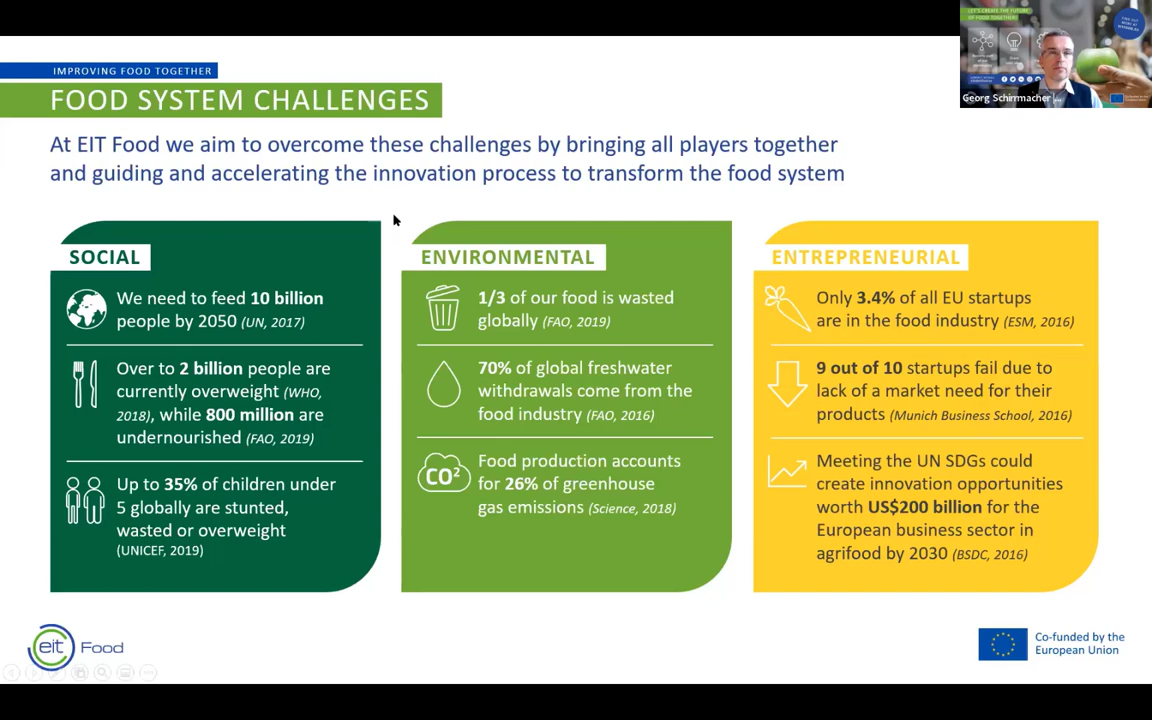 LET'S CREATE THE FUTURE
OF FOOD TOGETHER!
Georg Schirrmacher
IMPROVING FOOD TOGETHER
FOOD SYSTEM CHALLENGES
At EIT Food we aim to overcome these challenges by bringing all players together
and guiding and accelerating the innovation process to transform the food system
SOCIAL
We need to feed 10 billion
people by 2050 (UN, 2017)
Over to 2 billion people are
currently overweight (WHO,
2018), while 800 million are
undernourished (FAO, 2019)
Up to 35% of children under
5 globally are stunted,
wasted or overweight
(UNICEF, 2019)
ENVIRONMENTAL
1/3 of our food is wasted
globally (FAO, 2019)
70% of global freshwater
withdrawals come from the
food industry (FAO, 2016)
CO²
Food production accounts
for 26% of greenhouse
gas emissions (Science, 2018)
ENTREPRENEURIAL
Only 3.4% of all EU startups
are in the food industry (ESM, 2016)
9 out of 10 startups fail due to
lack of a market need for their
products (Munich Business School, 2016)
Meeting the UN SDGs could
create innovation opportunities
worth US$200 billion for the
European business sector in
agrifood by 2030 (BSDC, 2016)
eit Food
Co-funded by the
European Union